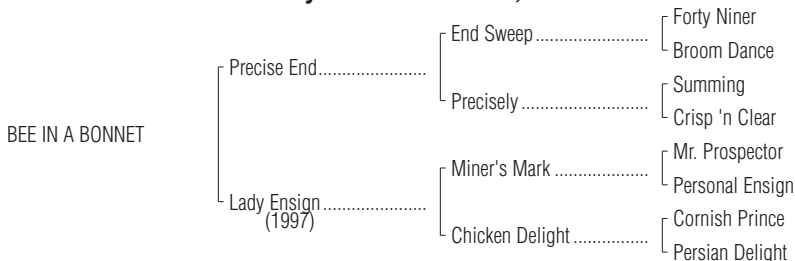 Forty Niner
End Sweep
Broom Dance
Precise End
Summing
Precisely
Crisp 'n Clear
BEE IN A BONNET
Mr. Prospector
Miner's Mark
Personal Ensign
Lady Ensign
(1997)
Cornish Prince
Chicken Delight
Persian Delight